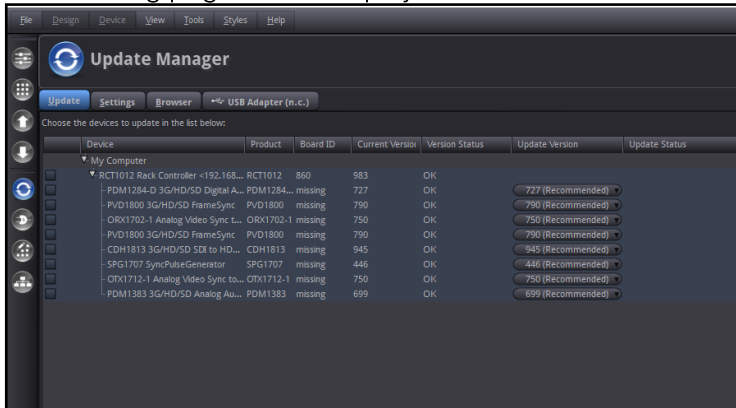 File Design Device View Tools Styles Help
Update Manager
Update Settings Browser USB Adapter (n.c.)
Choose the devices to update in the list below:
Device Product Board ID Current Version Version Status Update Version Update Status
My Computer
RCT1012 Rack Controller <192.168... RCT1012 860 983 OK
PDM1284-D 3G/HD/SD Digital A... PDM1284... missing 727 OK 727 (Recommended)
PVD1800 3G/HD/SD FrameSync PVD1800 missing 790 OK 790 (Recommended)
ORX1702-1 Analog Video Sync t... ORX1702-1 missing 750 OK 750 (Recommended)
PVD1800 3G/HD/SD FrameSync PVD1800 missing 790 OK 790 (Recommended)
CDH1813 3G/HD/SD SDI to HD... CDH1813 missing 945 OK 945 (Recommended)
SPG1707 SyncPulseGenerator SPG1707 missing 446 OK 446 (Recommended)
OTX1712-1 Analog Video Sync to... OTX1712-1 missing 750 OK 750 (Recommended)
PDM1383 3G/HD/SD Analog Au... PDM1383 missing 699 OK 699 (Recommended)